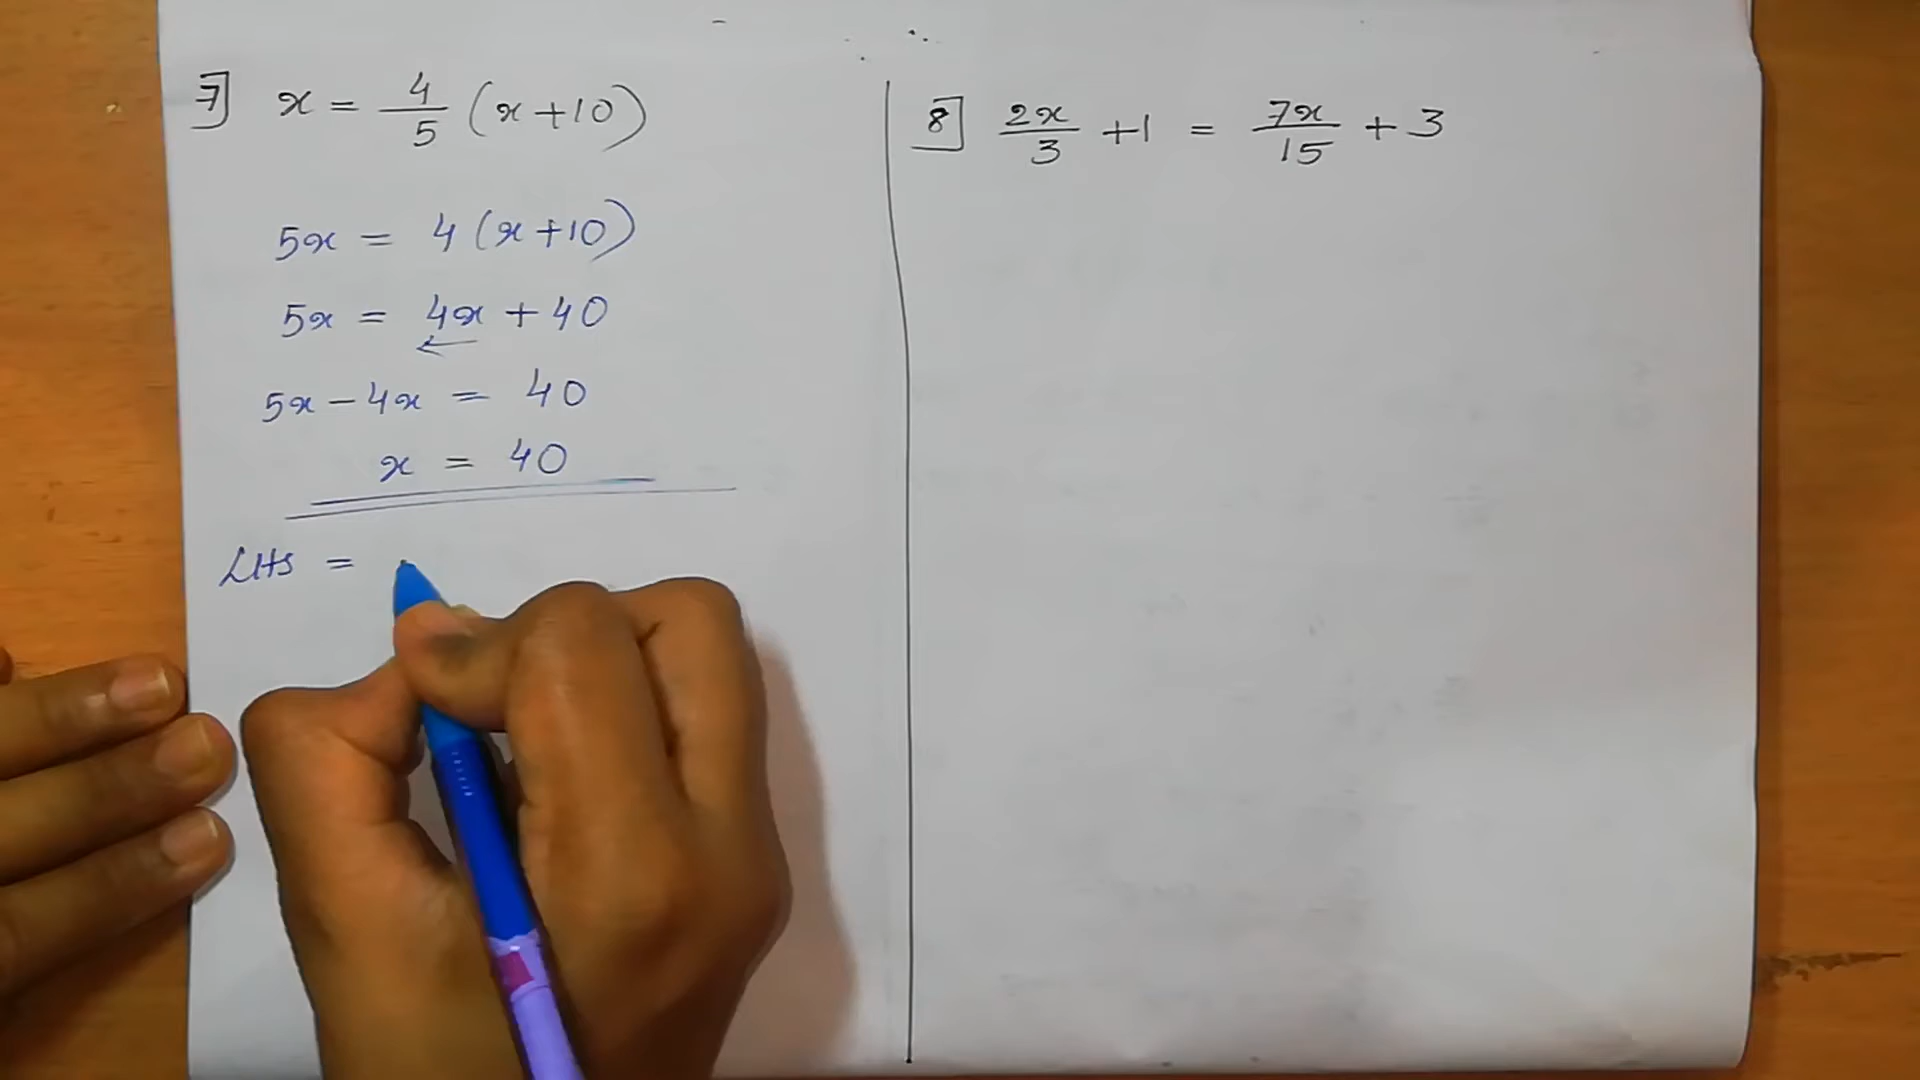 7] x = 4/5 (x+10)
5x = 4 (x+10)
5x = 4x + 40
5x - 4x = 40
x = 40
LHS =
8] 2x/3 +1 = 7x/15 + 3